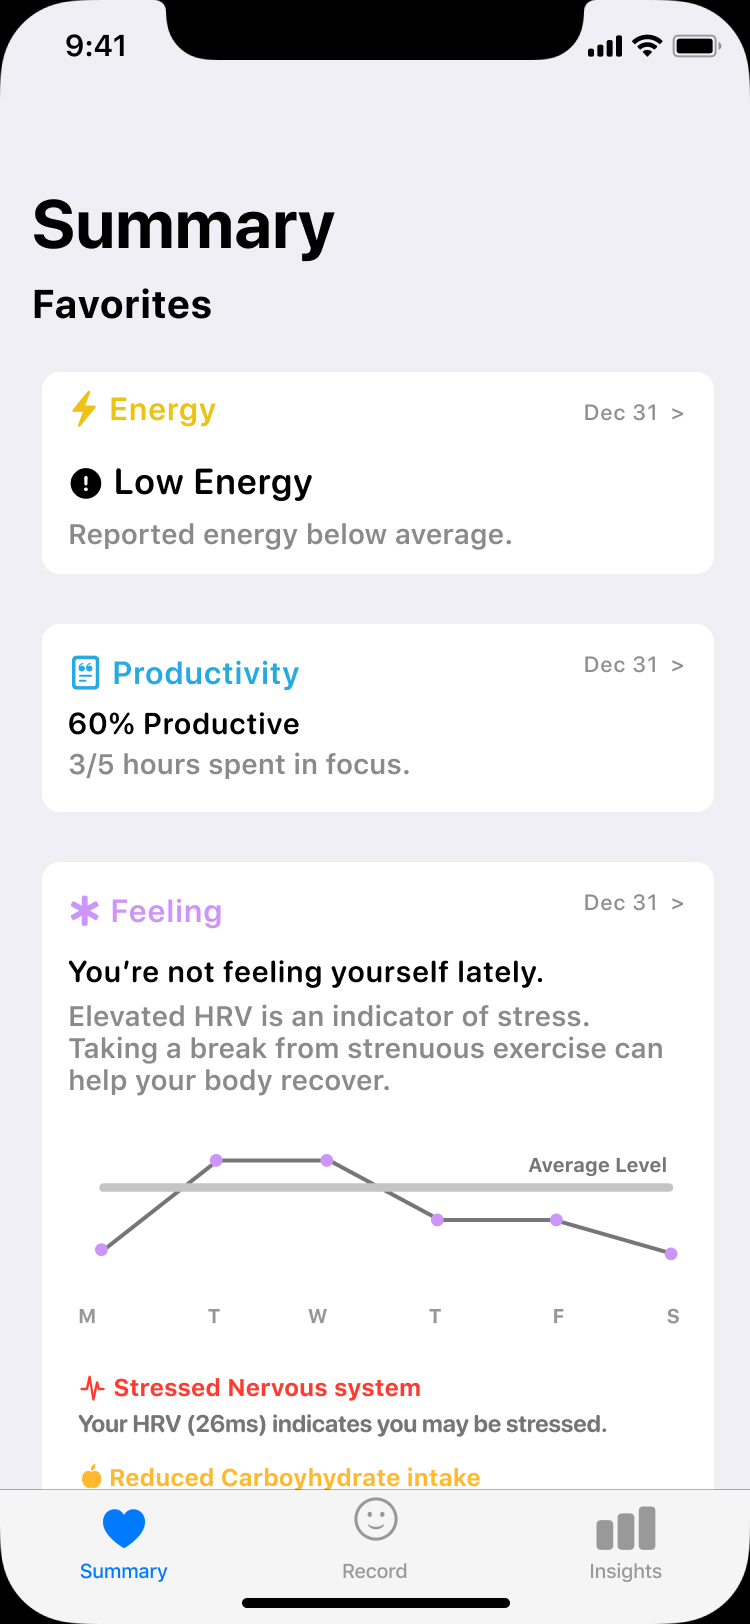 9:41
Summary
Favorites
Energy
Dec 31 >
Low Energy
Reported energy below average.
Productivity
Dec 31 >
60% Productive
3/5 hours spent in focus.
Feeling
Dec 31 >
You're not feeling yourself lately.
Elevated HRV is an indicator of stress.
Taking a break from strenuous exercise can
help your body recover.
Average Level
M T W T F S
Stressed Nervous system
Your HRV (26ms) indicates you may be stressed.
Reduced Carboyhydrate intake
Summary Record Insights